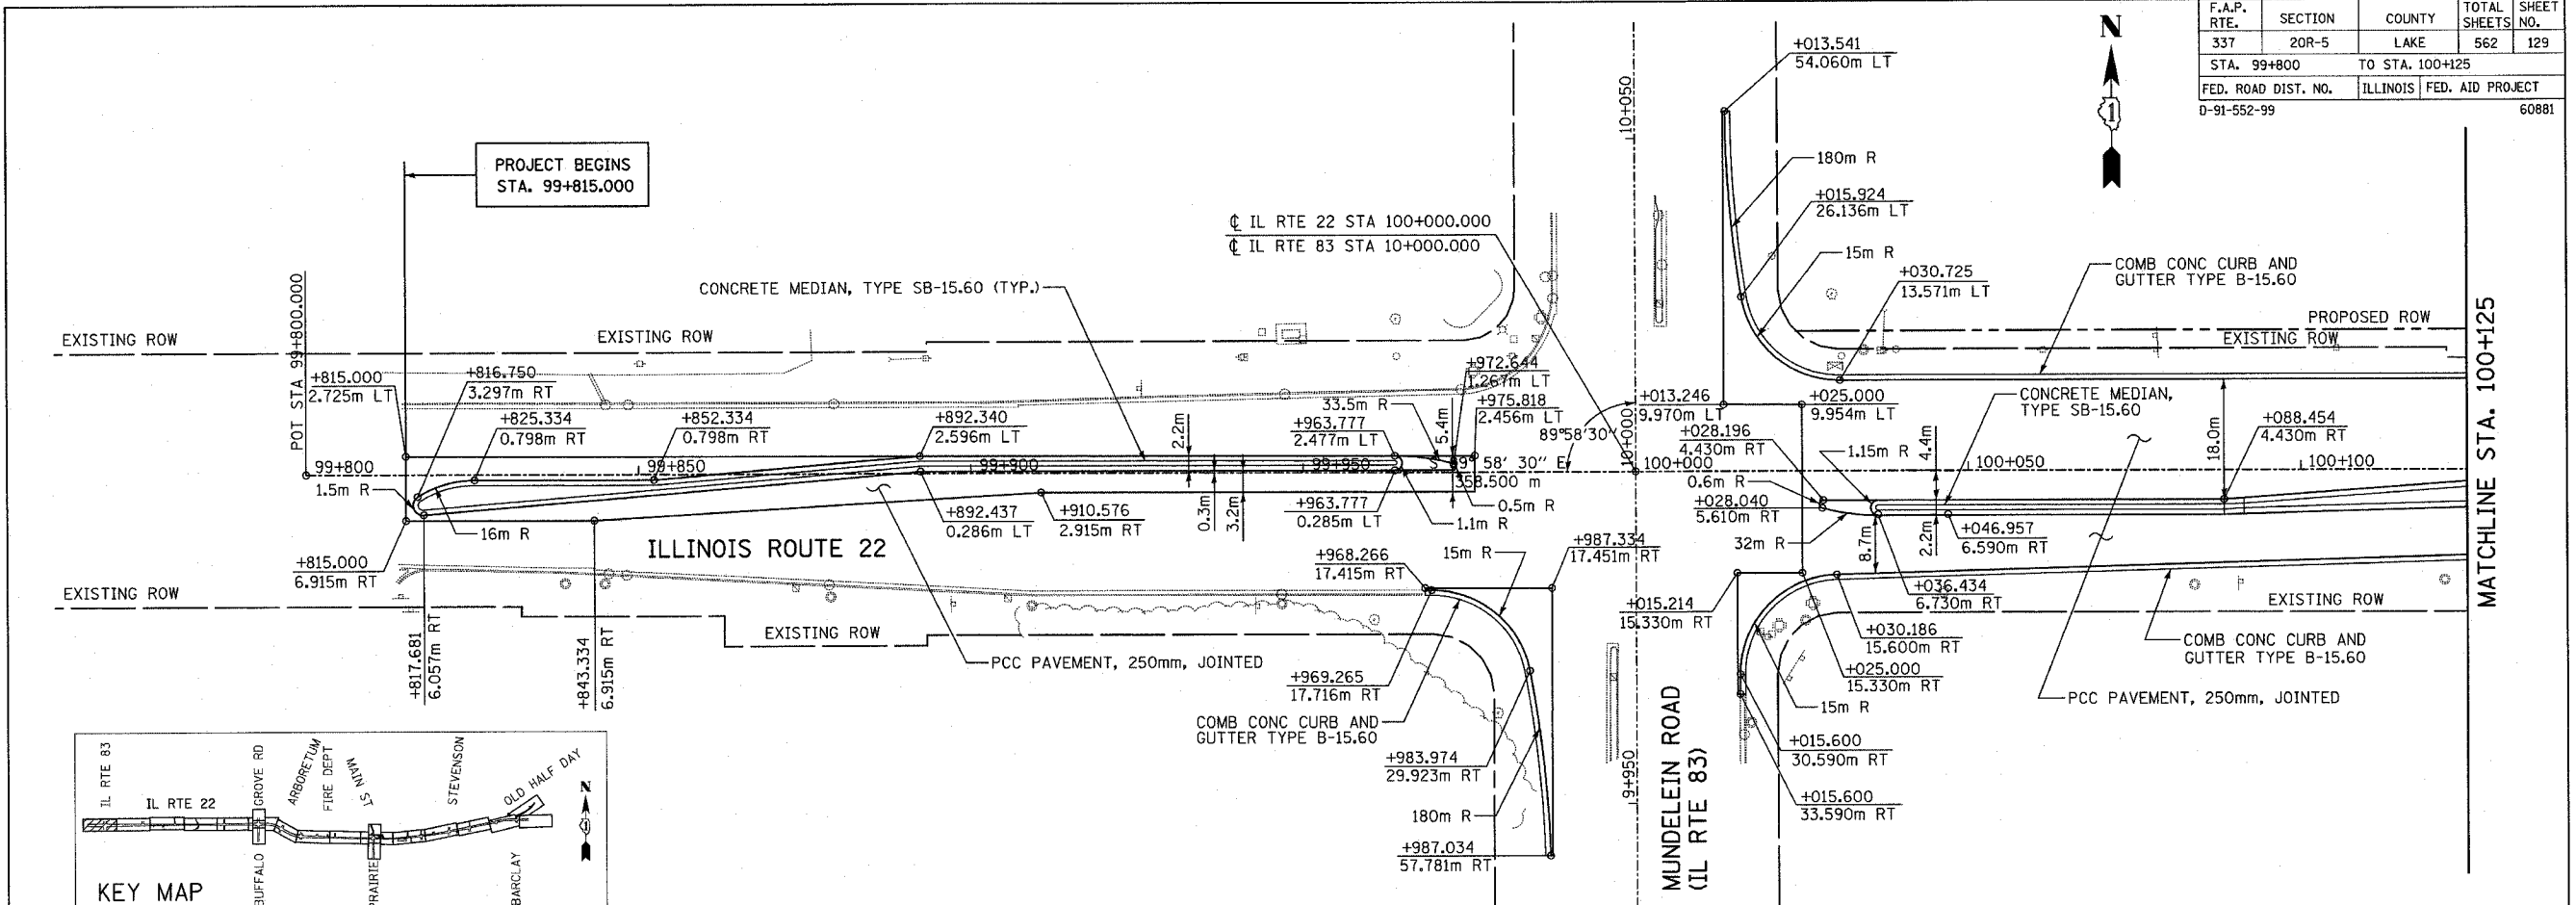 F.A.P. RTE. SECTION COUNTY TOTAL SHEETS SHEET NO.
337 20R-5 LAKE 562 129
STA. 99+800 TO STA. 100+125
FED. ROAD DIST. NO. ILLINOIS FED. AID PROJECT
D-91-552-99 60881
N
1
PROJECT BEGINS
STA. 99+815.000
℄ IL RTE 22 STA 100+000.000
℄ IL RTE 83 STA 10+000.000
CONCRETE MEDIAN, TYPE SB-15.60 (TYP.)
EXISTING ROW
EXISTING ROW
POT STA 99+800.000
+815.000
2.725m LT
+816.750
3.297m RT
+825.334
0.798m RT
+852.334
0.798m RT
+892.340
2.596m LT
2.2m
33.5m R
+963.777
2.477m LT
5.4m
+972.644
1.267m LT
+975.818
2.456m LT
99+800
99+850
99+900
99+950
S 89° 58' 30" E
358.500 m
89°58'30"
1.5m R
16m R
+815.000
6.915m RT
+817.681
6.057m RT
+843.334
6.915m RT
ILLINOIS ROUTE 22
+892.437
0.286m LT
+910.576
2.915m RT
0.3m
3.2m
+963.777
0.285m LT
1.1m R
0.5m R
+968.266
17.415m RT
15m R
+987.334
17.451m RT
EXISTING ROW
EXISTING ROW
PCC PAVEMENT, 250mm, JOINTED
+969.265
17.716m RT
COMB CONC CURB AND
GUTTER TYPE B-15.60
+983.974
29.923m RT
180m R
+987.034
57.781m RT
10+050
10+000
9+950
MUNDELEIN ROAD
(IL RTE 83)
+013.541
54.060m LT
180m R
+015.924
26.136m LT
15m R
+030.725
13.571m LT
COMB CONC CURB AND
GUTTER TYPE B-15.60
PROPOSED ROW
EXISTING ROW
+013.246
9.970m LT
+025.000
9.954m LT
CONCRETE MEDIAN,
TYPE SB-15.60
+028.196
4.430m RT
1.15m R
4.4m
18.0m
+088.454
4.430m RT
100+000
100+050
100+100
0.6m R
+028.040
5.610m RT
32m R
8.7m
2.2m
+046.957
6.590m RT
+015.214
15.330m RT
+036.434
6.730m RT
+030.186
15.600m RT
+025.000
15.330m RT
15m R
+015.600
30.590m RT
+015.600
33.590m RT
EXISTING ROW
COMB CONC CURB AND
GUTTER TYPE B-15.60
PCC PAVEMENT, 250mm, JOINTED
MATCHLINE STA. 100+125
IL RTE 83
IL RTE 22
GROVE RD
ARBORETUM
FIRE DEPT
MAIN ST
STEVENSON
OLD HALF DAY
N
1
BUFFALO
PRAIRIE
BARCLAY
KEY MAP